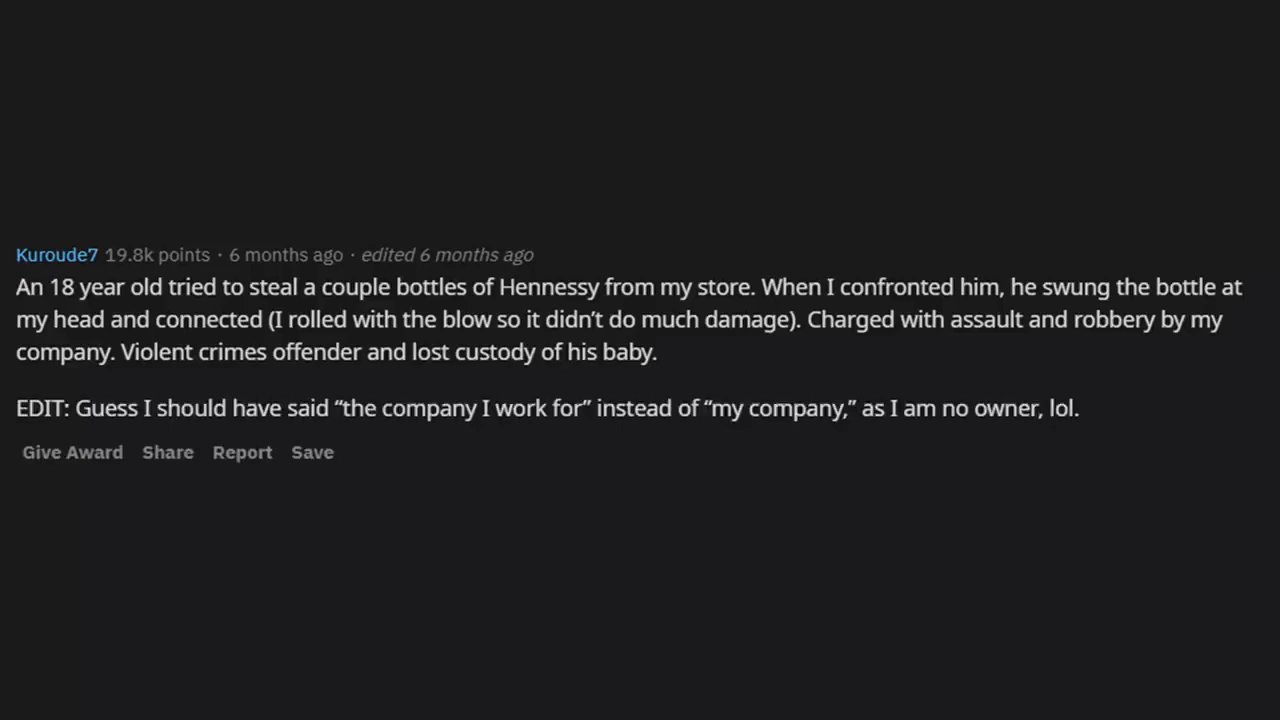 Kuroude7 19.8k points · 6 months ago · edited 6 months ago
An 18 year old tried to steal a couple bottles of Hennessy from my store. When I confronted him, he swung the bottle at
my head and connected (I rolled with the blow so it didn’t do much damage). Charged with assault and robbery by my
company. Violent crimes offender and lost custody of his baby.
EDIT: Guess I should have said “the company I work for” instead of “my company,” as I am no owner, lol.
Give Award Share Report Save